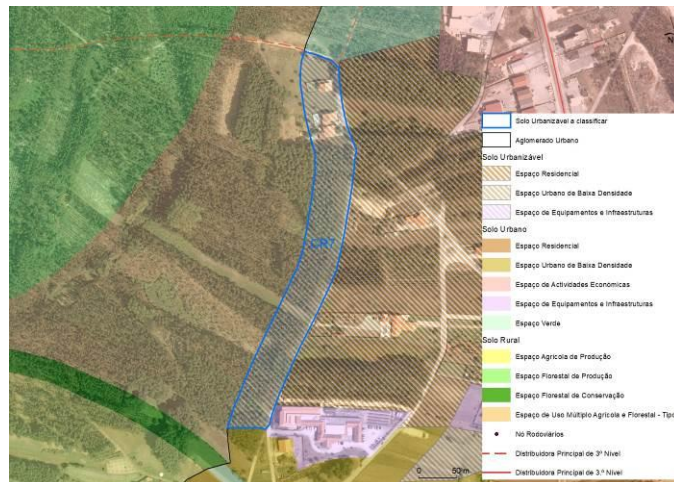 N
Solo Urbanizável a classificar
Aglomerado Urbano
Solo Urbanizável
Espaço Residencial
Espaço Urbano de Baixa Densidade
Espaço de Equipamentos e Infraestruturas
Solo Urbano
Espaço Residencial
Espaço Urbano de Baixa Densidade
Espaço de Actividades Económicas
Espaço de Equipamentos e Infraestruturas
Espaço Verde
Solo Rural
Espaço Agrícola de Produção
Espaço Florestal de Produção
Espaço Florestal de Conservação
Espaço de Uso Múltiplo Agrícola e Florestal - Tipo
No Rodoviários
Distribuidora Principal de 3º Nível
Distribuidora Principal de 3.º Nível
0 50 m